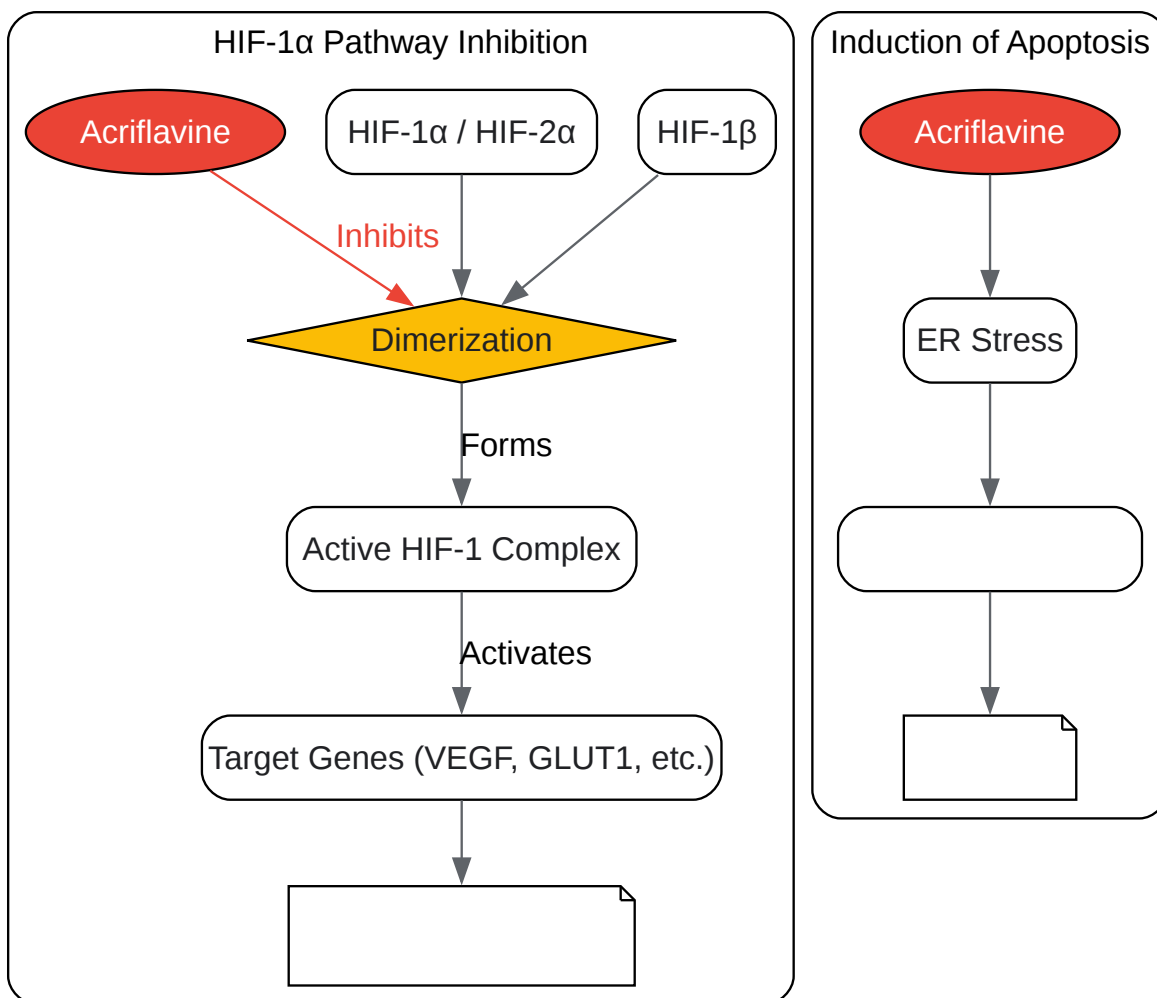 HIF-1α Pathway Inhibition
Acriflavine
HIF-1α / HIF-2α
HIF-1β
Inhibits
Dimerization
Forms
Active HIF-1 Complex
Activates
Target Genes (VEGF, GLUT1, etc.)
Induction of Apoptosis
Acriflavine
ER Stress